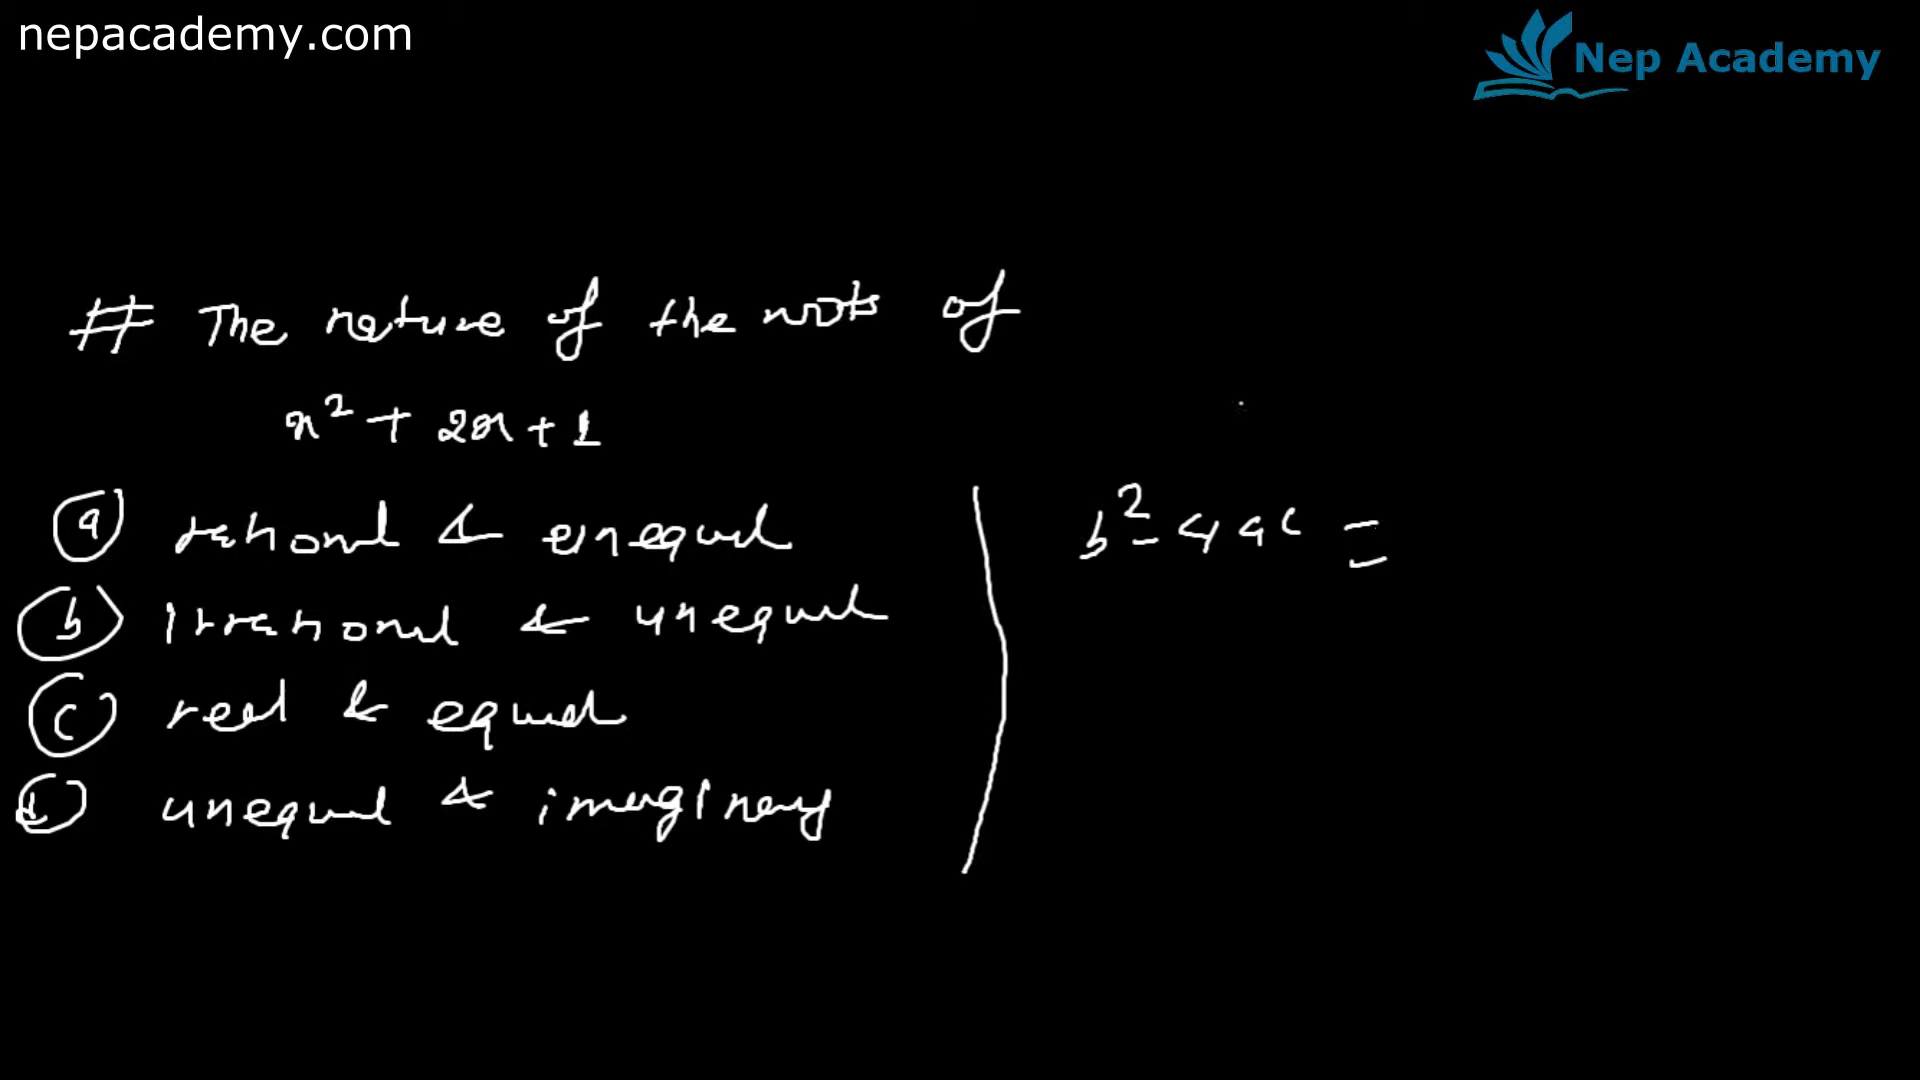 nepacademy.com
Nep Academy
# The nature of the roots of
x² + 2x + 1
(a) rational & unequal
(b) irrational & unequal
(c) real & equal
(d) unequal & imaginary
b² - 4ac =